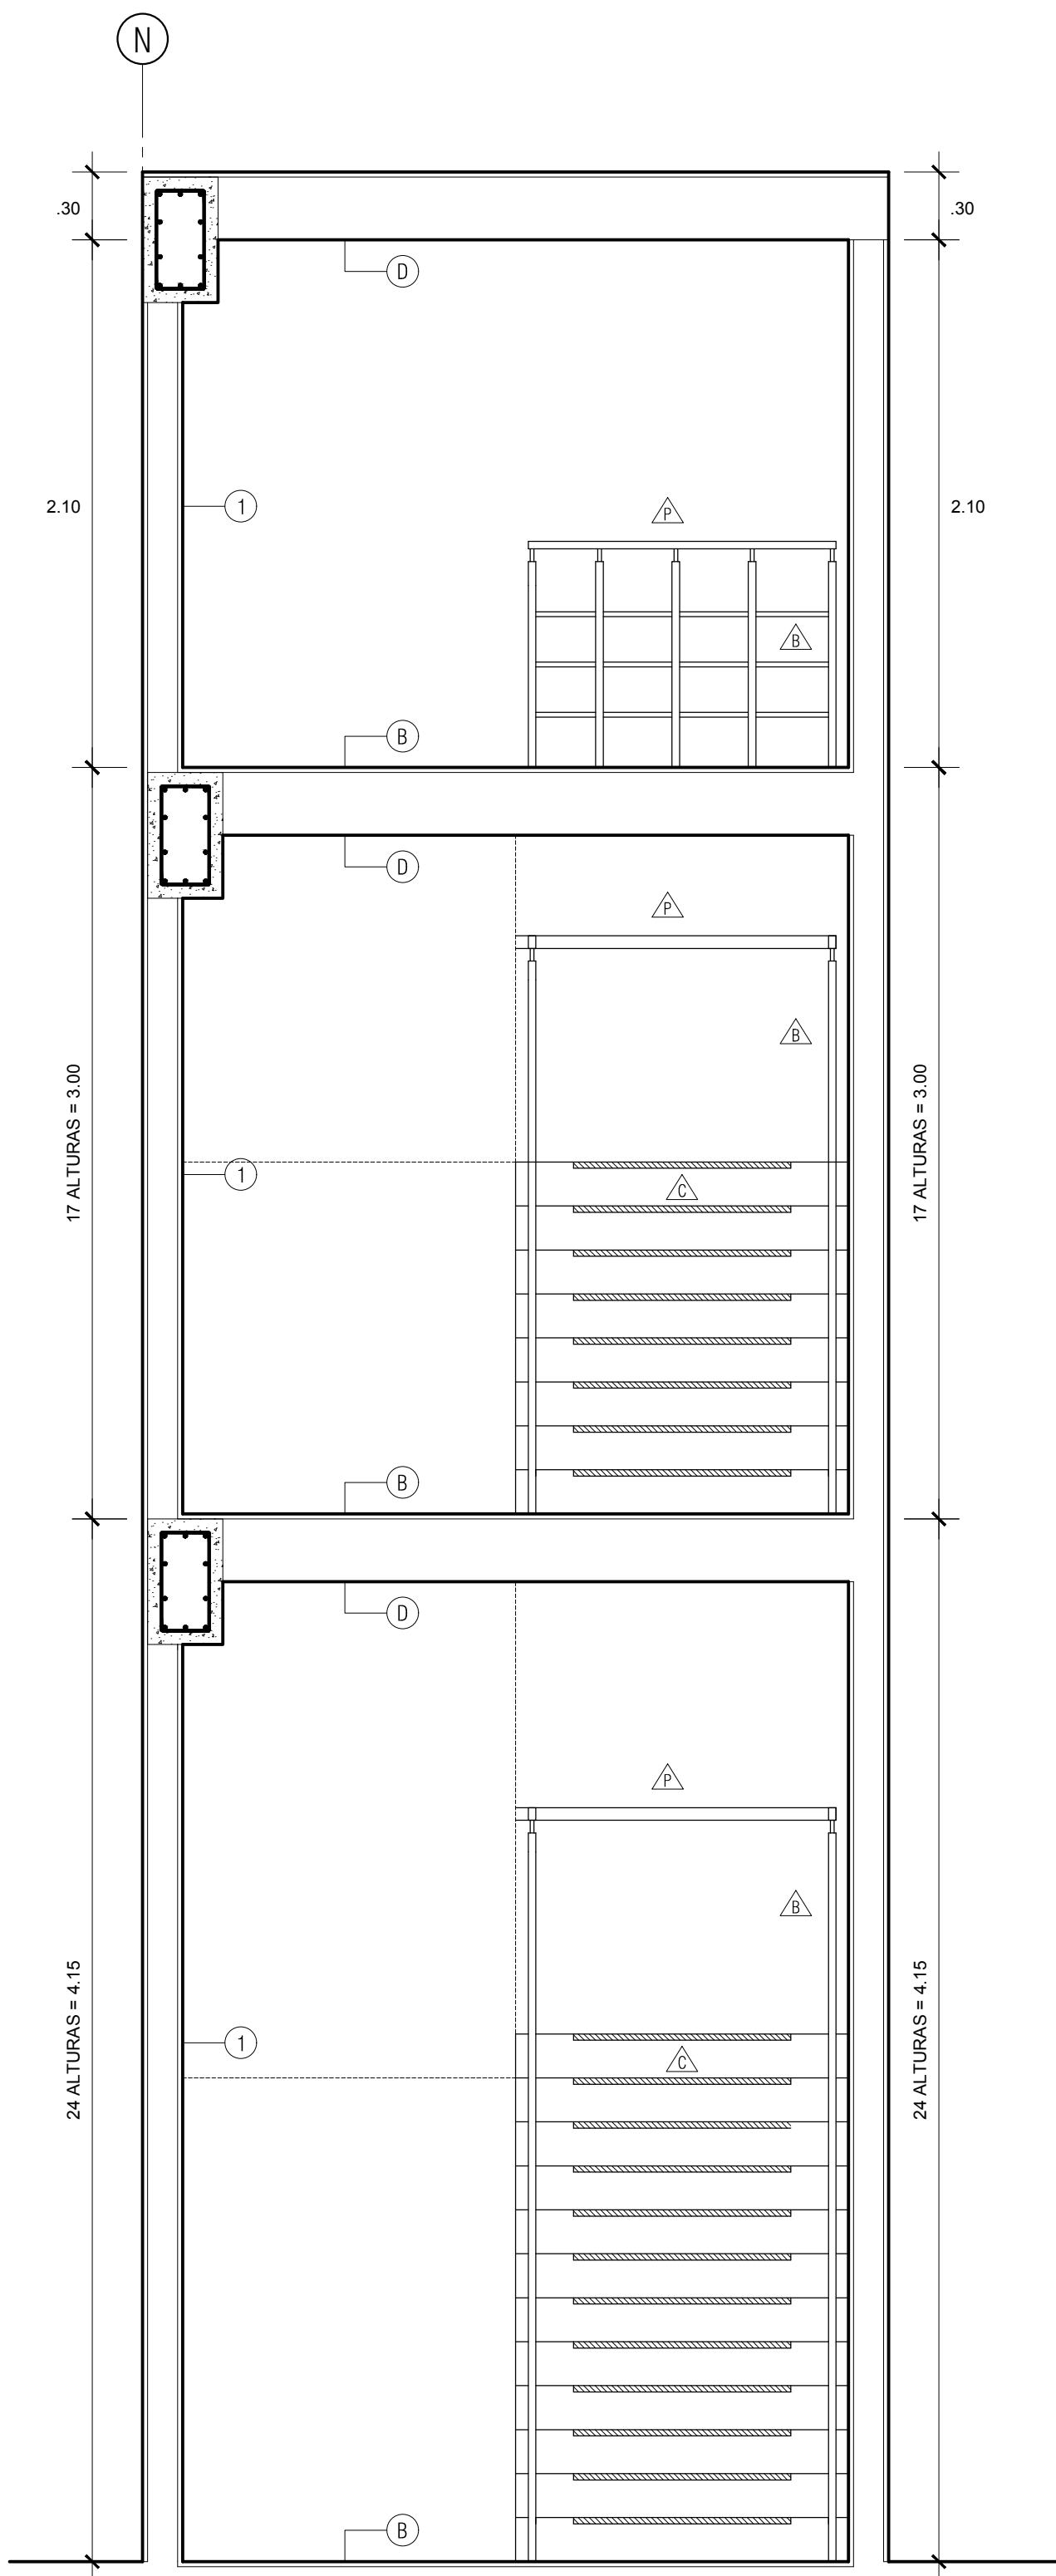 N
.30
.30
D
2.10
1
P
2.10
B
B
D
P
B
17 ALTURAS = 3.00
17 ALTURAS = 3.00
1
C
B
D
P
B
24 ALTURAS = 4.15
24 ALTURAS = 4.15
1
C
B